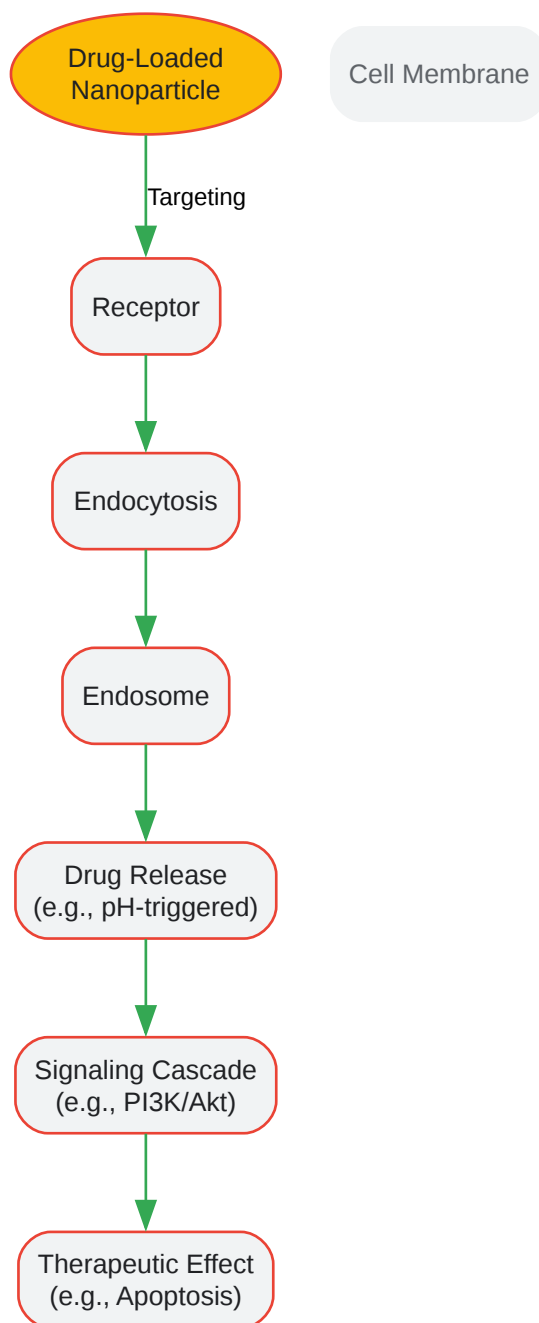 Drug-Loaded
Nanoparticle
Cell Membrane
Targeting
Receptor
Endocytosis
Endosome
Drug Release
(e.g., pH-triggered)
Signaling Cascade
(e.g., PI3K/Akt)
Therapeutic Effect
(e.g., Apoptosis)